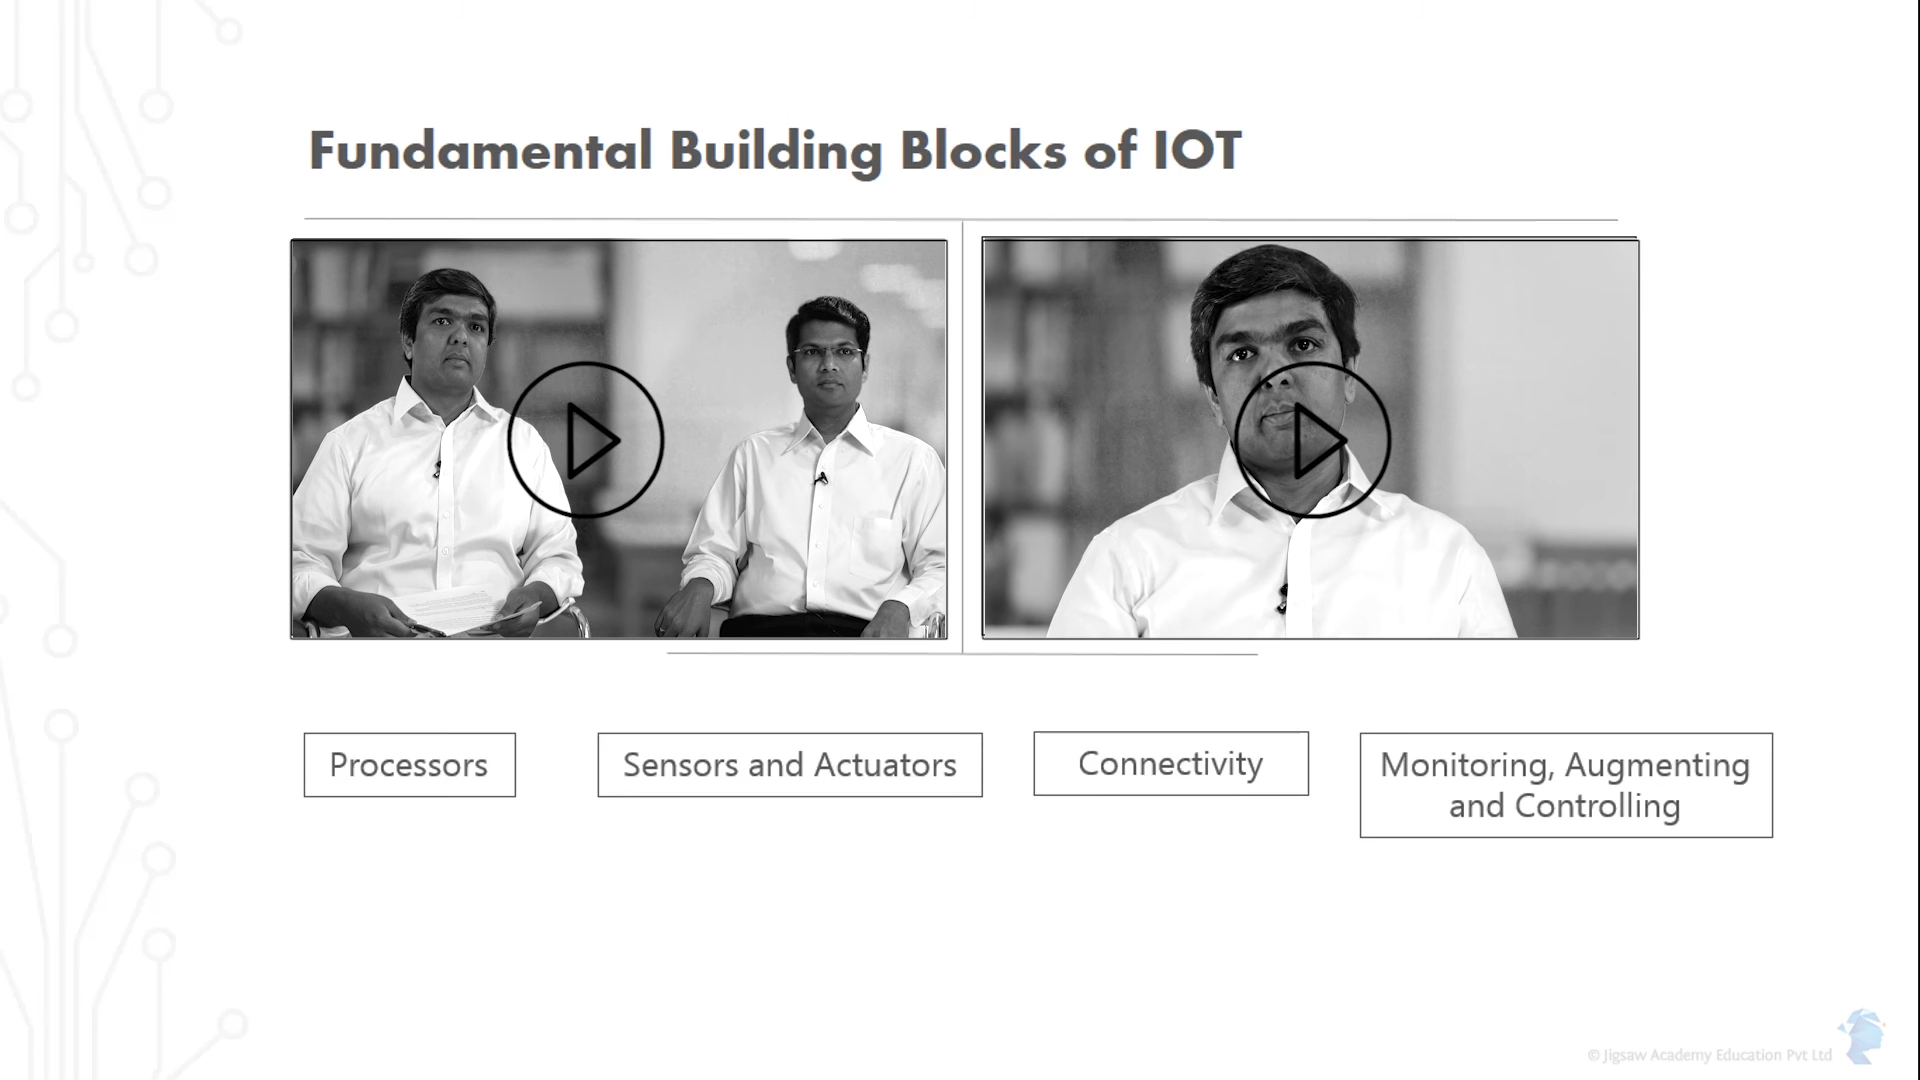 Fundamental Building Blocks of IOT
Processors
Sensors and Actuators
Connectivity
Monitoring, Augmenting
and Controlling
© Jigsaw Academy Education Pvt Ltd